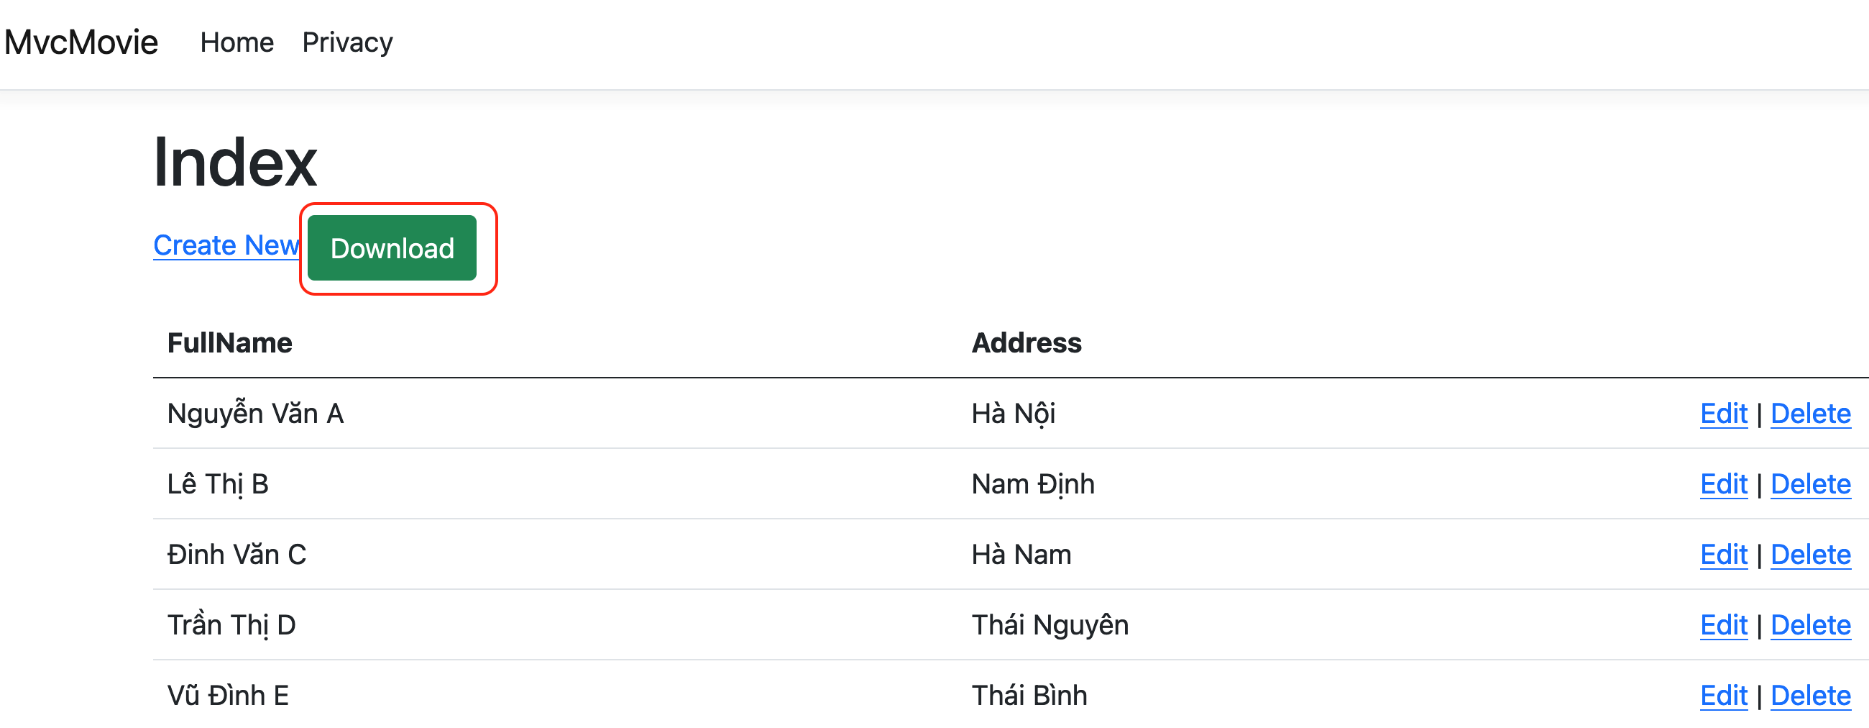 MvcMovie Home Privacy
Index
Create New Download
FullName Address
Nguyễn Văn A Hà Nội Edit | Delete
Lê Thị B Nam Định Edit | Delete
Đinh Văn C Hà Nam Edit | Delete
Trần Thị D Thái Nguyên Edit | Delete
Vũ Đình E Thái Bình Edit | Delete